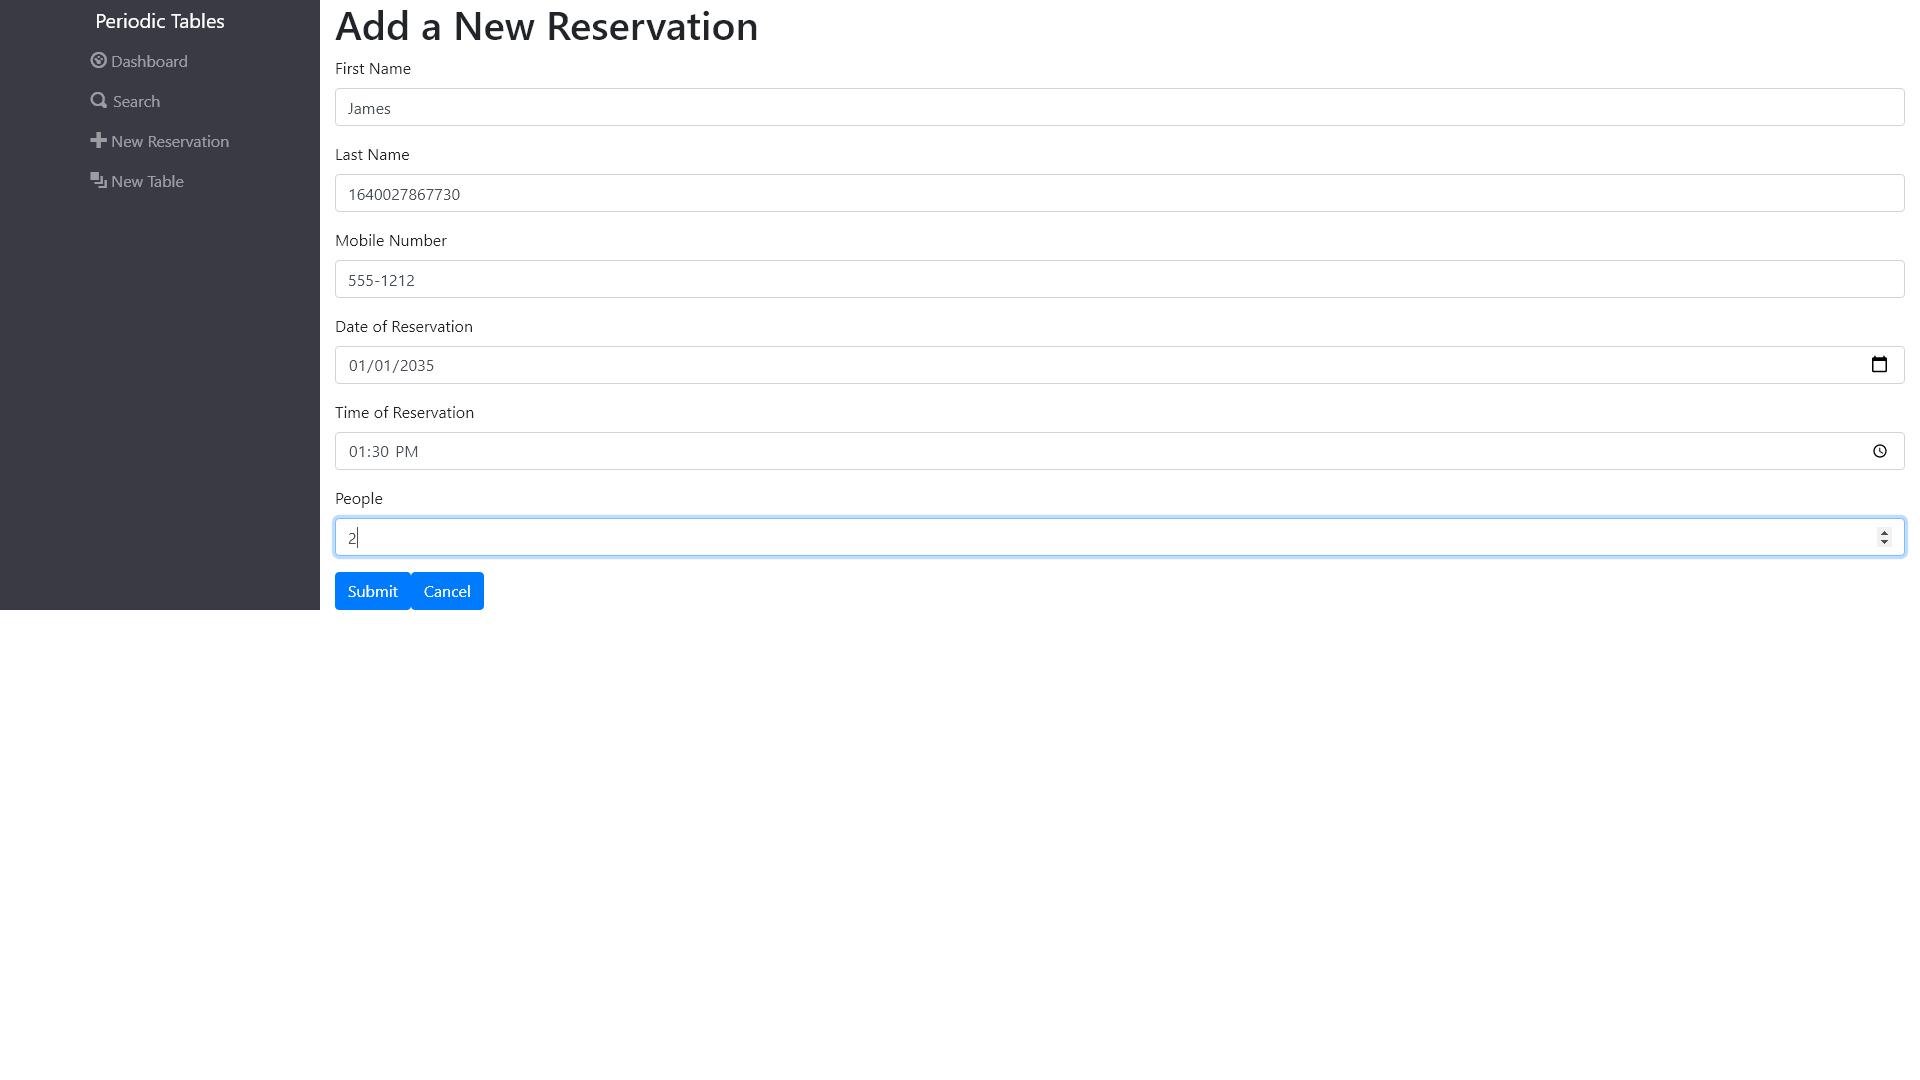 Periodic Tables
Dashboard
Search
New Reservation
New Table
Add a New Reservation
First Name
James
Last Name
1640027867730
Mobile Number
555-1212
Date of Reservation
01/01/2035
Time of Reservation
01:30 PM
People
2
Submit Cancel